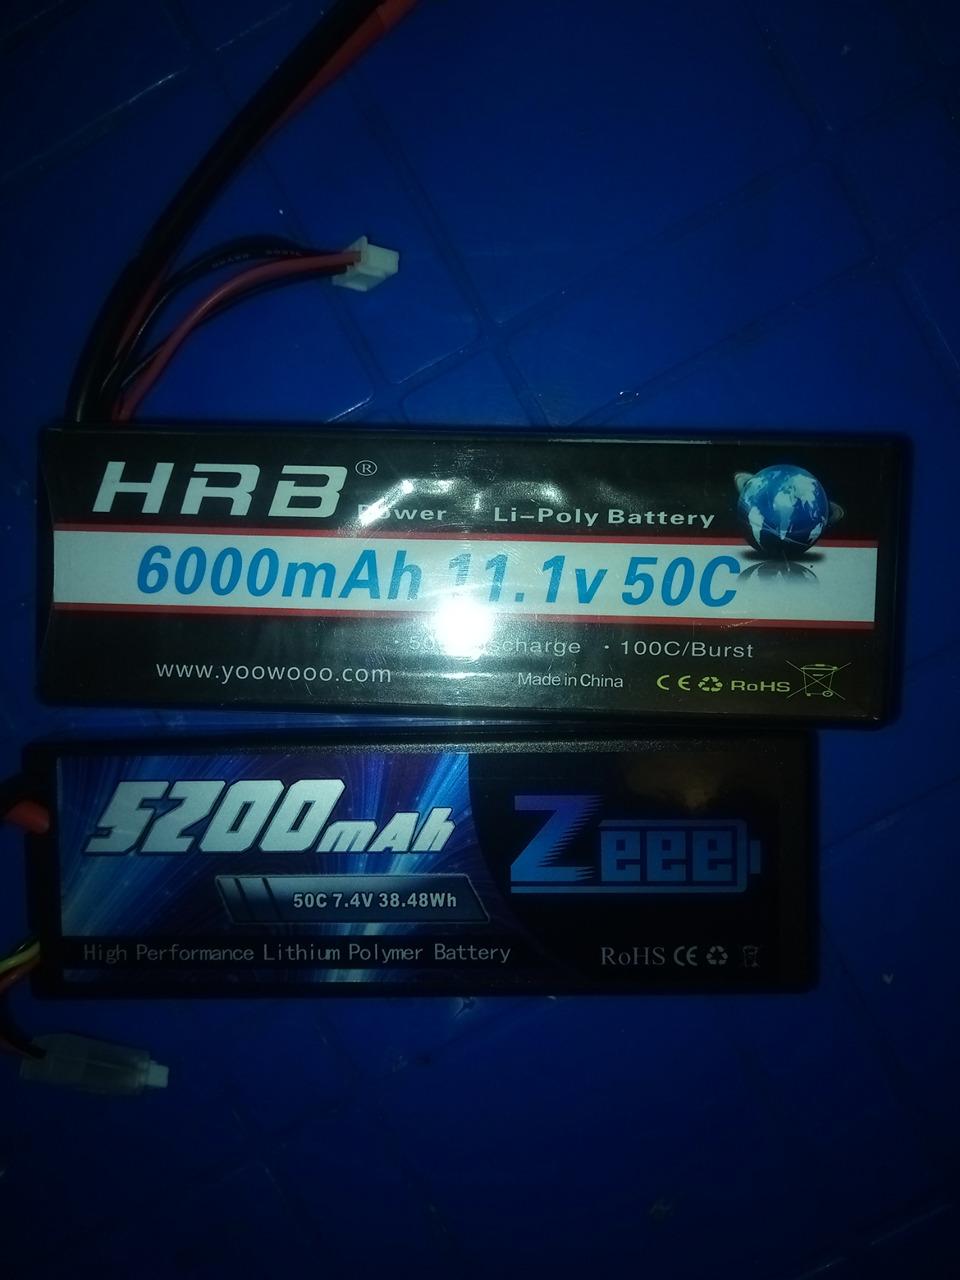 HRB®
Power Li-Poly Battery
6000mAh 11.1v 50C
100C/Burst
www.yoowooo.com
Made in China
CE RoHS
5200mAh
Zeee
50C 7.4V 38.48Wh
High Performance Lithium Polymer Battery
RoHS CE